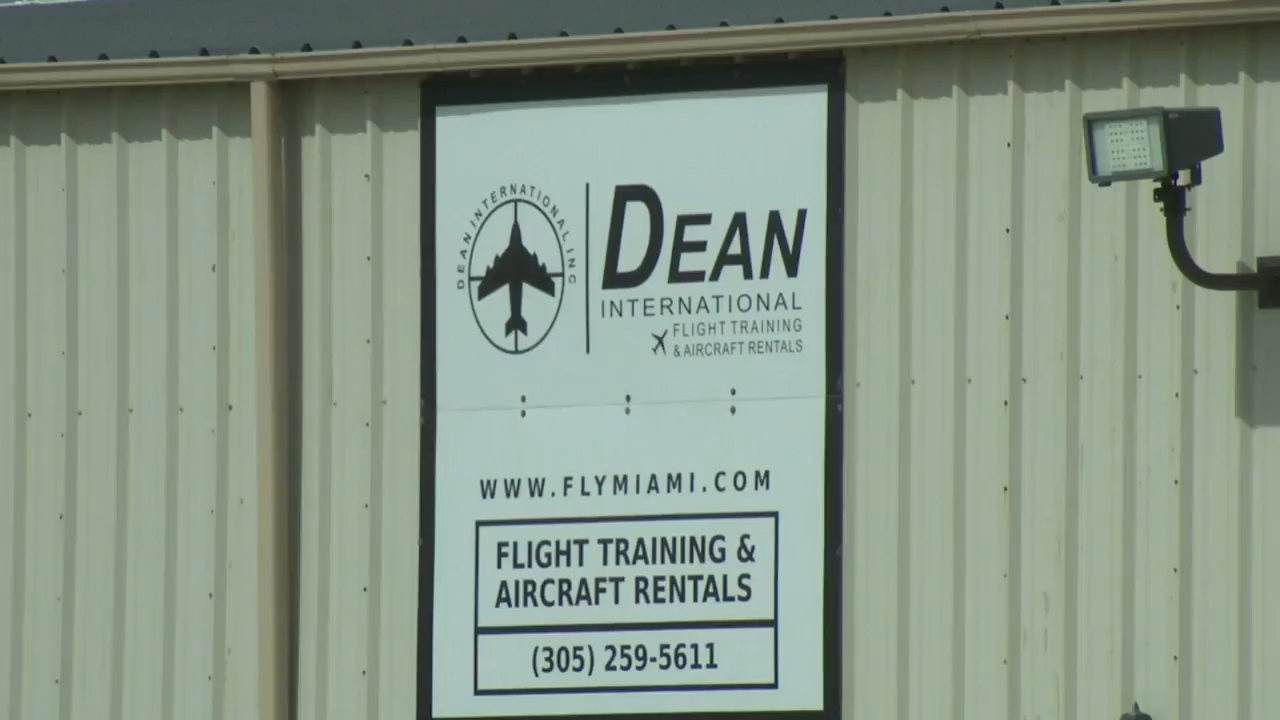 DEAN INTERNATIONAL INC
DEAN
INTERNATIONAL
FLIGHT TRAINING
& AIRCRAFT RENTALS
WWW.FLYMIAMI.COM
FLIGHT TRAINING &
AIRCRAFT RENTALS
(305) 259-5611